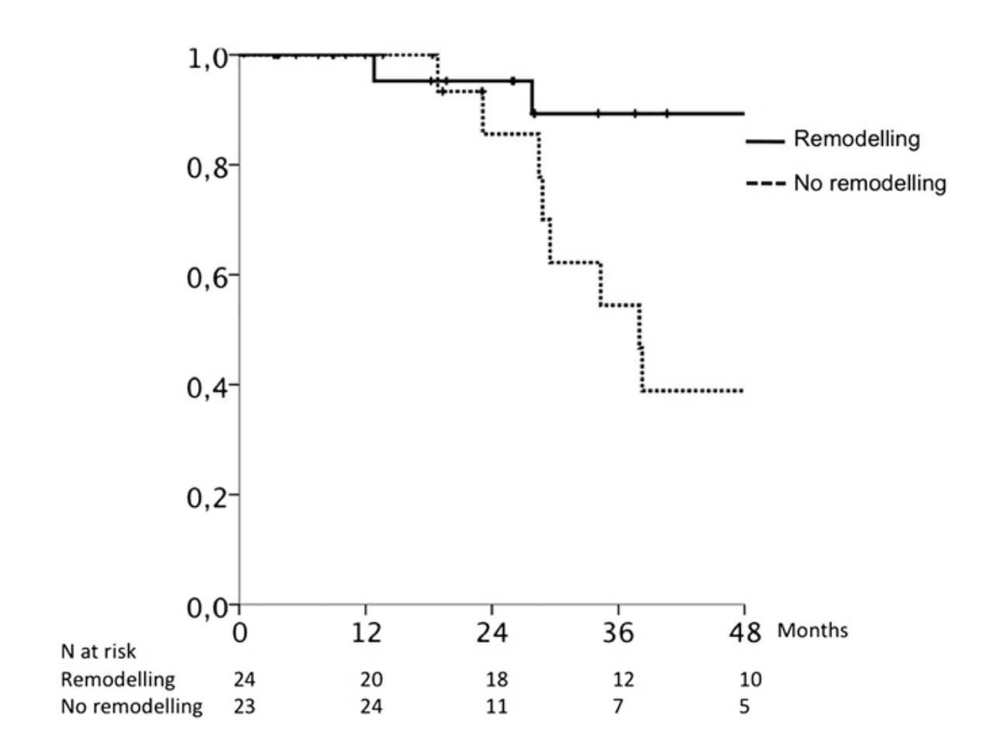 1,0
0,8
0,6
0,4
0,2
0,0
0 12 24 36 48 Months
Remodelling
No remodelling
N at risk
Remodelling 24 20 18 12 10
No remodelling 23 24 11 7 5